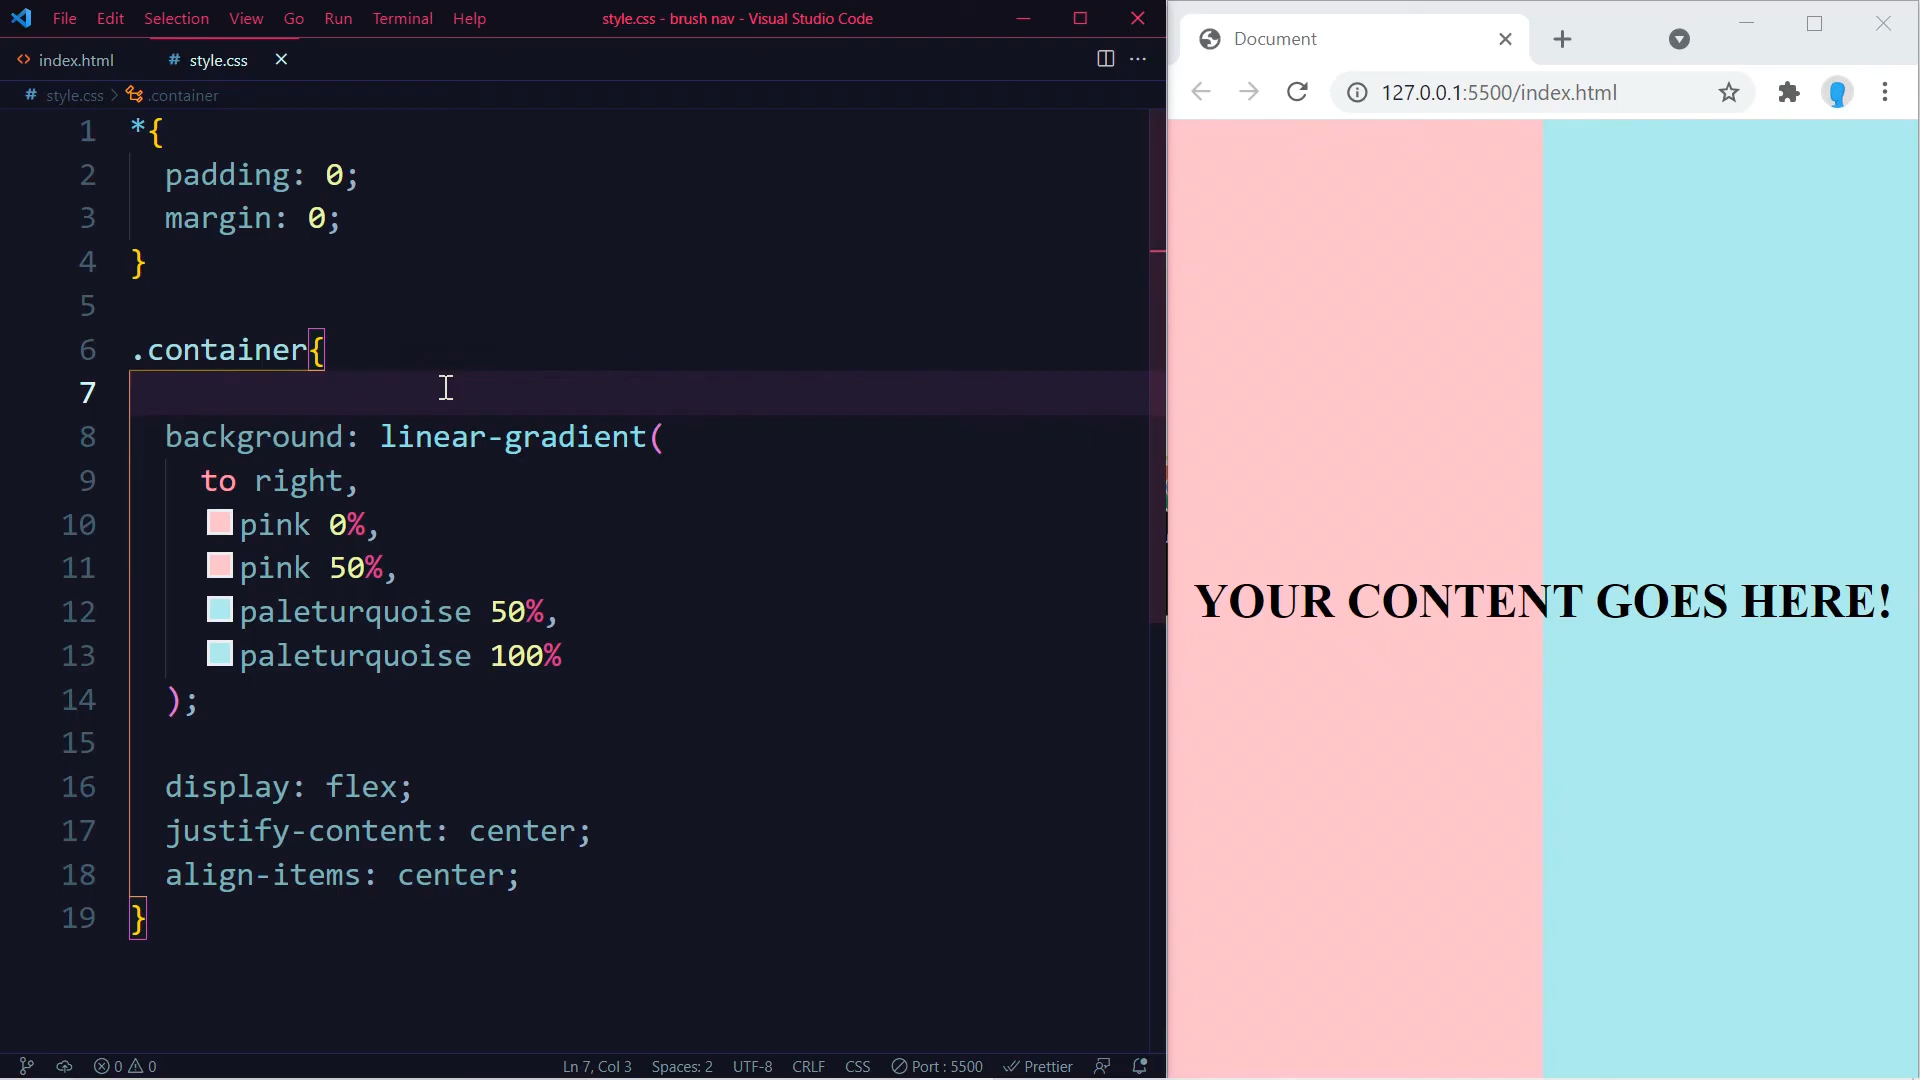 File Edit Selection View Go Run Terminal Help
style.css - brush nav - Visual Studio Code
index.html
# style.css
# style.css > .container
1 *{
2 padding: 0;
3 margin: 0;
4 }
5
6 .container{
7
8 background: linear-gradient(
9 to right,
10 pink 0%,
11 pink 50%,
12 paleturquoise 50%,
13 paleturquoise 100%
14 );
15
16 display: flex;
17 justify-content: center;
18 align-items: center;
19 }
0 0
Ln 7, Col 3 Spaces: 2 UTF-8 CRLF CSS Port : 5500 Prettier
Document
127.0.0.1:5500/index.html
YOUR CONTENT GOES HERE!